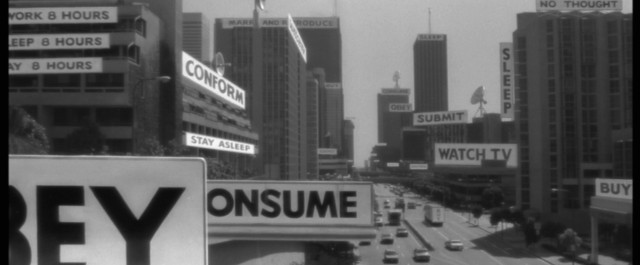 NO THOUGHT
WORK 8 HOURS
MARRY AND REPRODUCE
SLEEP
LEEP 8 HOURS
AY 8 HOURS
CONFORM
SLEEP
OBEY
SUBMIT
STAY ASLEEP
WATCH TV
BEY
ONSUME
BUY